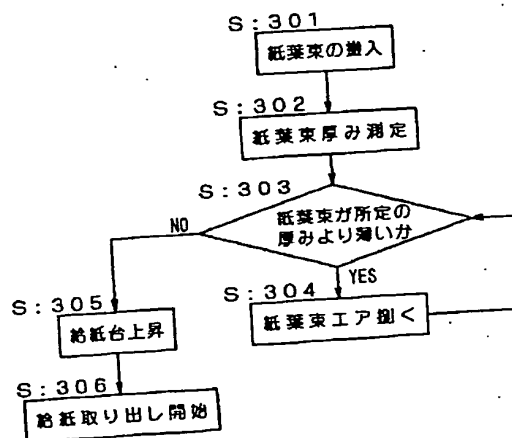 S:301
紙葉束の搬入
S:302
紙葉束厚み測定
S:303
紙葉束が所定の
厚みより薄いか
NO
YES
S:304
紙葉束エア捌く
S:305
給紙台上昇
S:306
給紙取り出し開始